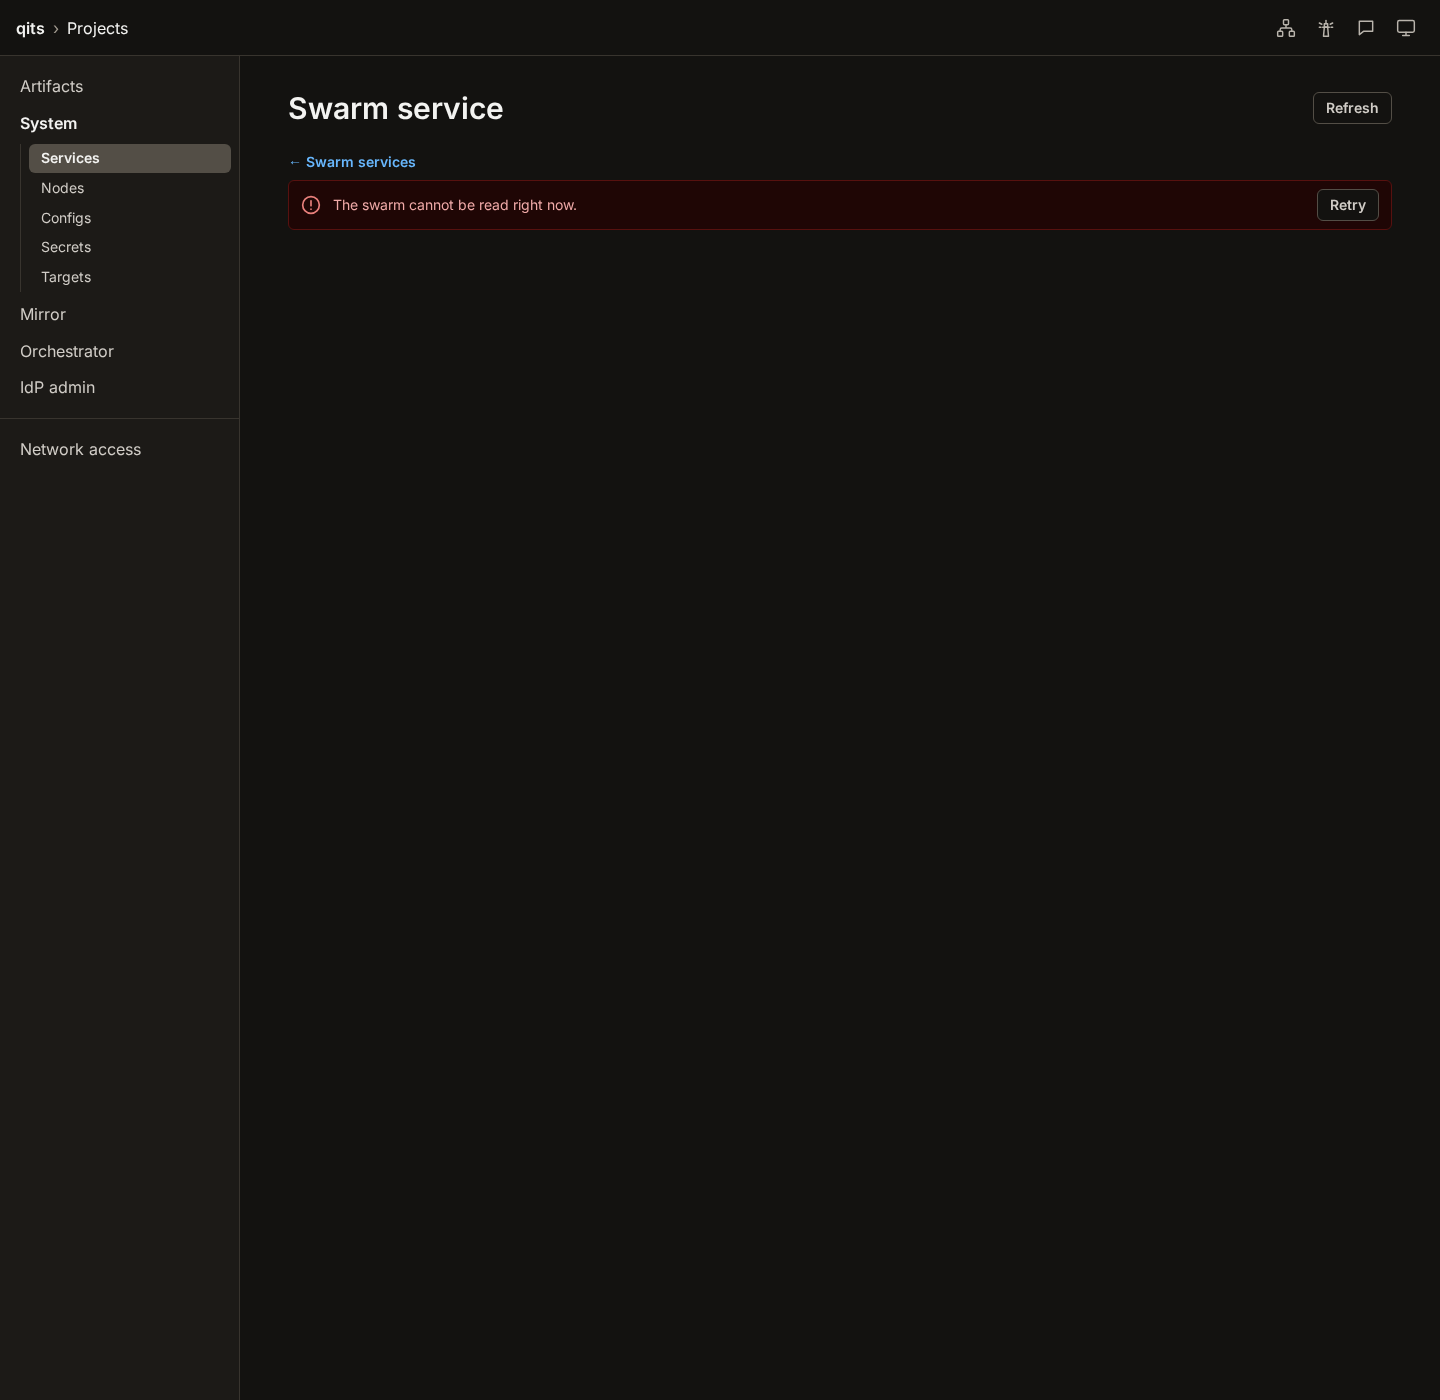 qits › Projects
Artifacts
System
Services
Nodes
Configs
Secrets
Targets
Mirror
Orchestrator
IdP admin
Network access
Swarm service
Refresh
← Swarm services
The swarm cannot be read right now.
Retry